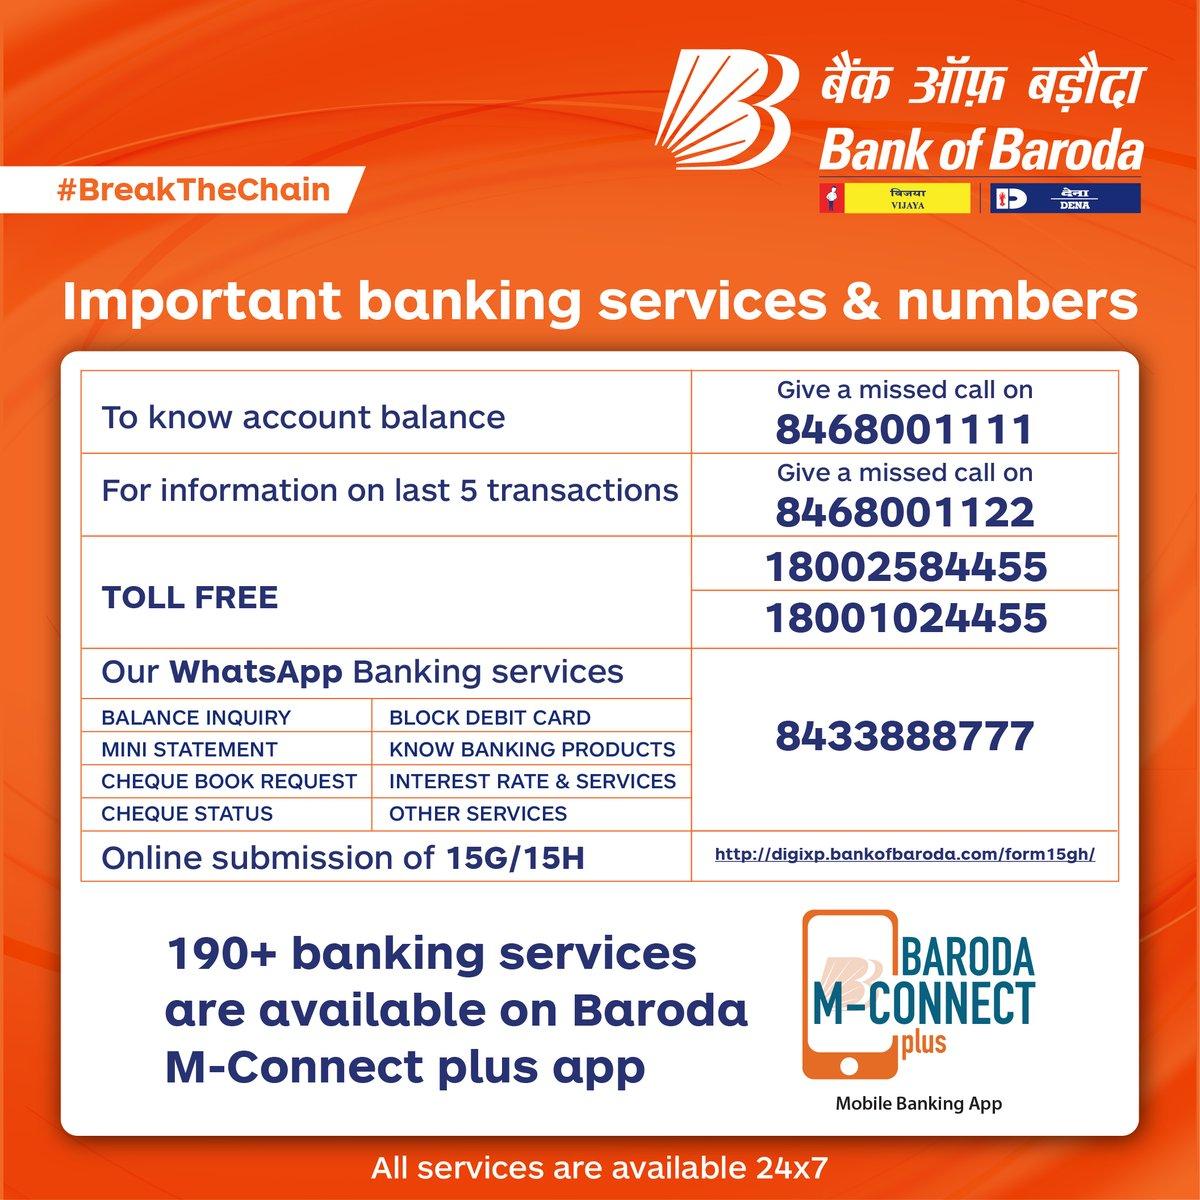 बैंक ऑफ़ बड़ौदा
Bank of Baroda
विजया
VIJAYA
देना
DENA
#BreakTheChain
Important banking services & numbers
To know account balance
Give a missed call on
8468001111
For information on last 5 transactions
Give a missed call on
8468001122
TOLL FREE
18002584455
18001024455
Our WhatsApp Banking services
8433888777
BALANCE INQUIRY
BLOCK DEBIT CARD
MINI STATEMENT
KNOW BANKING PRODUCTS
CHEQUE BOOK REQUEST
INTEREST RATE & SERVICES
CHEQUE STATUS
OTHER SERVICES
Online submission of 15G/15H
http://digixp.bankofbaroda.com/form15gh/
190+ banking services
are available on Baroda
M-Connect plus app
BARODA
M-CONNECT
plus
Mobile Banking App
All services are available 24x7